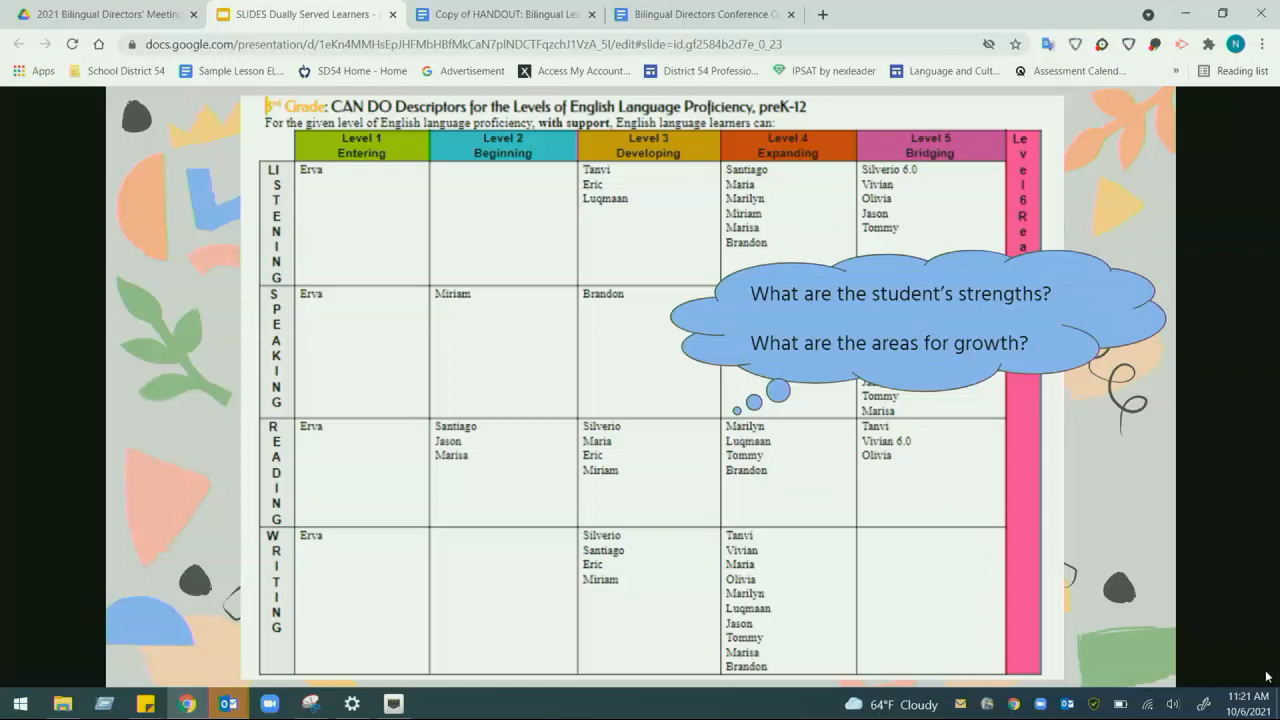 2021 Bilingual Directors' Meeting
SLIDES Dually Served Learners -
Copy of HANDOUT: Bilingual Lea
Bilingual Directors Conference C
docs.google.com/presentation/d/1eKn4MMHsEpJHFMbHBfMkCaN7plNDCTFqzchJ1VzA_5I/edit#slide=id.gf2584b2d7e_0_23
N
Apps
School District 54
Sample Lesson EL...
SD54 Home - Home
Advertisement
Access My Account...
District 54 Professio...
IPSAT by nexleader
Language and Cult...
Assessment Calend...
»
Reading list
3rd Grade: CAN DO Descriptors for the Levels of English Language Proficiency, preK-12
For the given level of English language proficiency, with support, English language learners can:
Level 1
Entering
Level 2
Beginning
Level 3
Developing
Level 4
Expanding
Level 5
Bridging
Level 6 Rea
LISTENING
Erva
Tanvi
Eric
Luqmaan
Santiago
Maria
Marilyn
Miriam
Marisa
Brandon
Silverio 6.0
Vivian
Olivia
Jason
Tommy
SPEAKING
Erva
Miriam
Brandon
What are the student's strengths?
What are the areas for growth?
Tommy
Marisa
READING
Erva
Santiago
Jason
Marisa
Silverio
Maria
Eric
Miriam
Marilyn
Luqmaan
Tommy
Brandon
Tanvi
Vivian 6.0
Olivia
WRITING
Erva
Silverio
Santiago
Eric
Miriam
Tanvi
Vivian
Maria
Olivia
Marilyn
Luqmaan
Jason
Tommy
Marisa
Brandon
64°F Cloudy
11:21 AM
10/6/2021